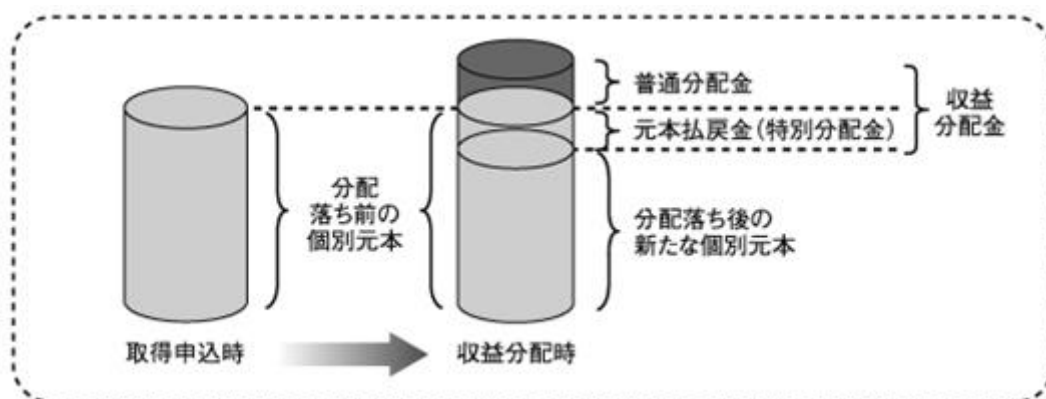 普通分配金
元本払戻金(特別分配金)
収益
分配金
分配
落ち前の
個別元本
分配落ち後の
新たな個別元本
取得申込時
収益分配時